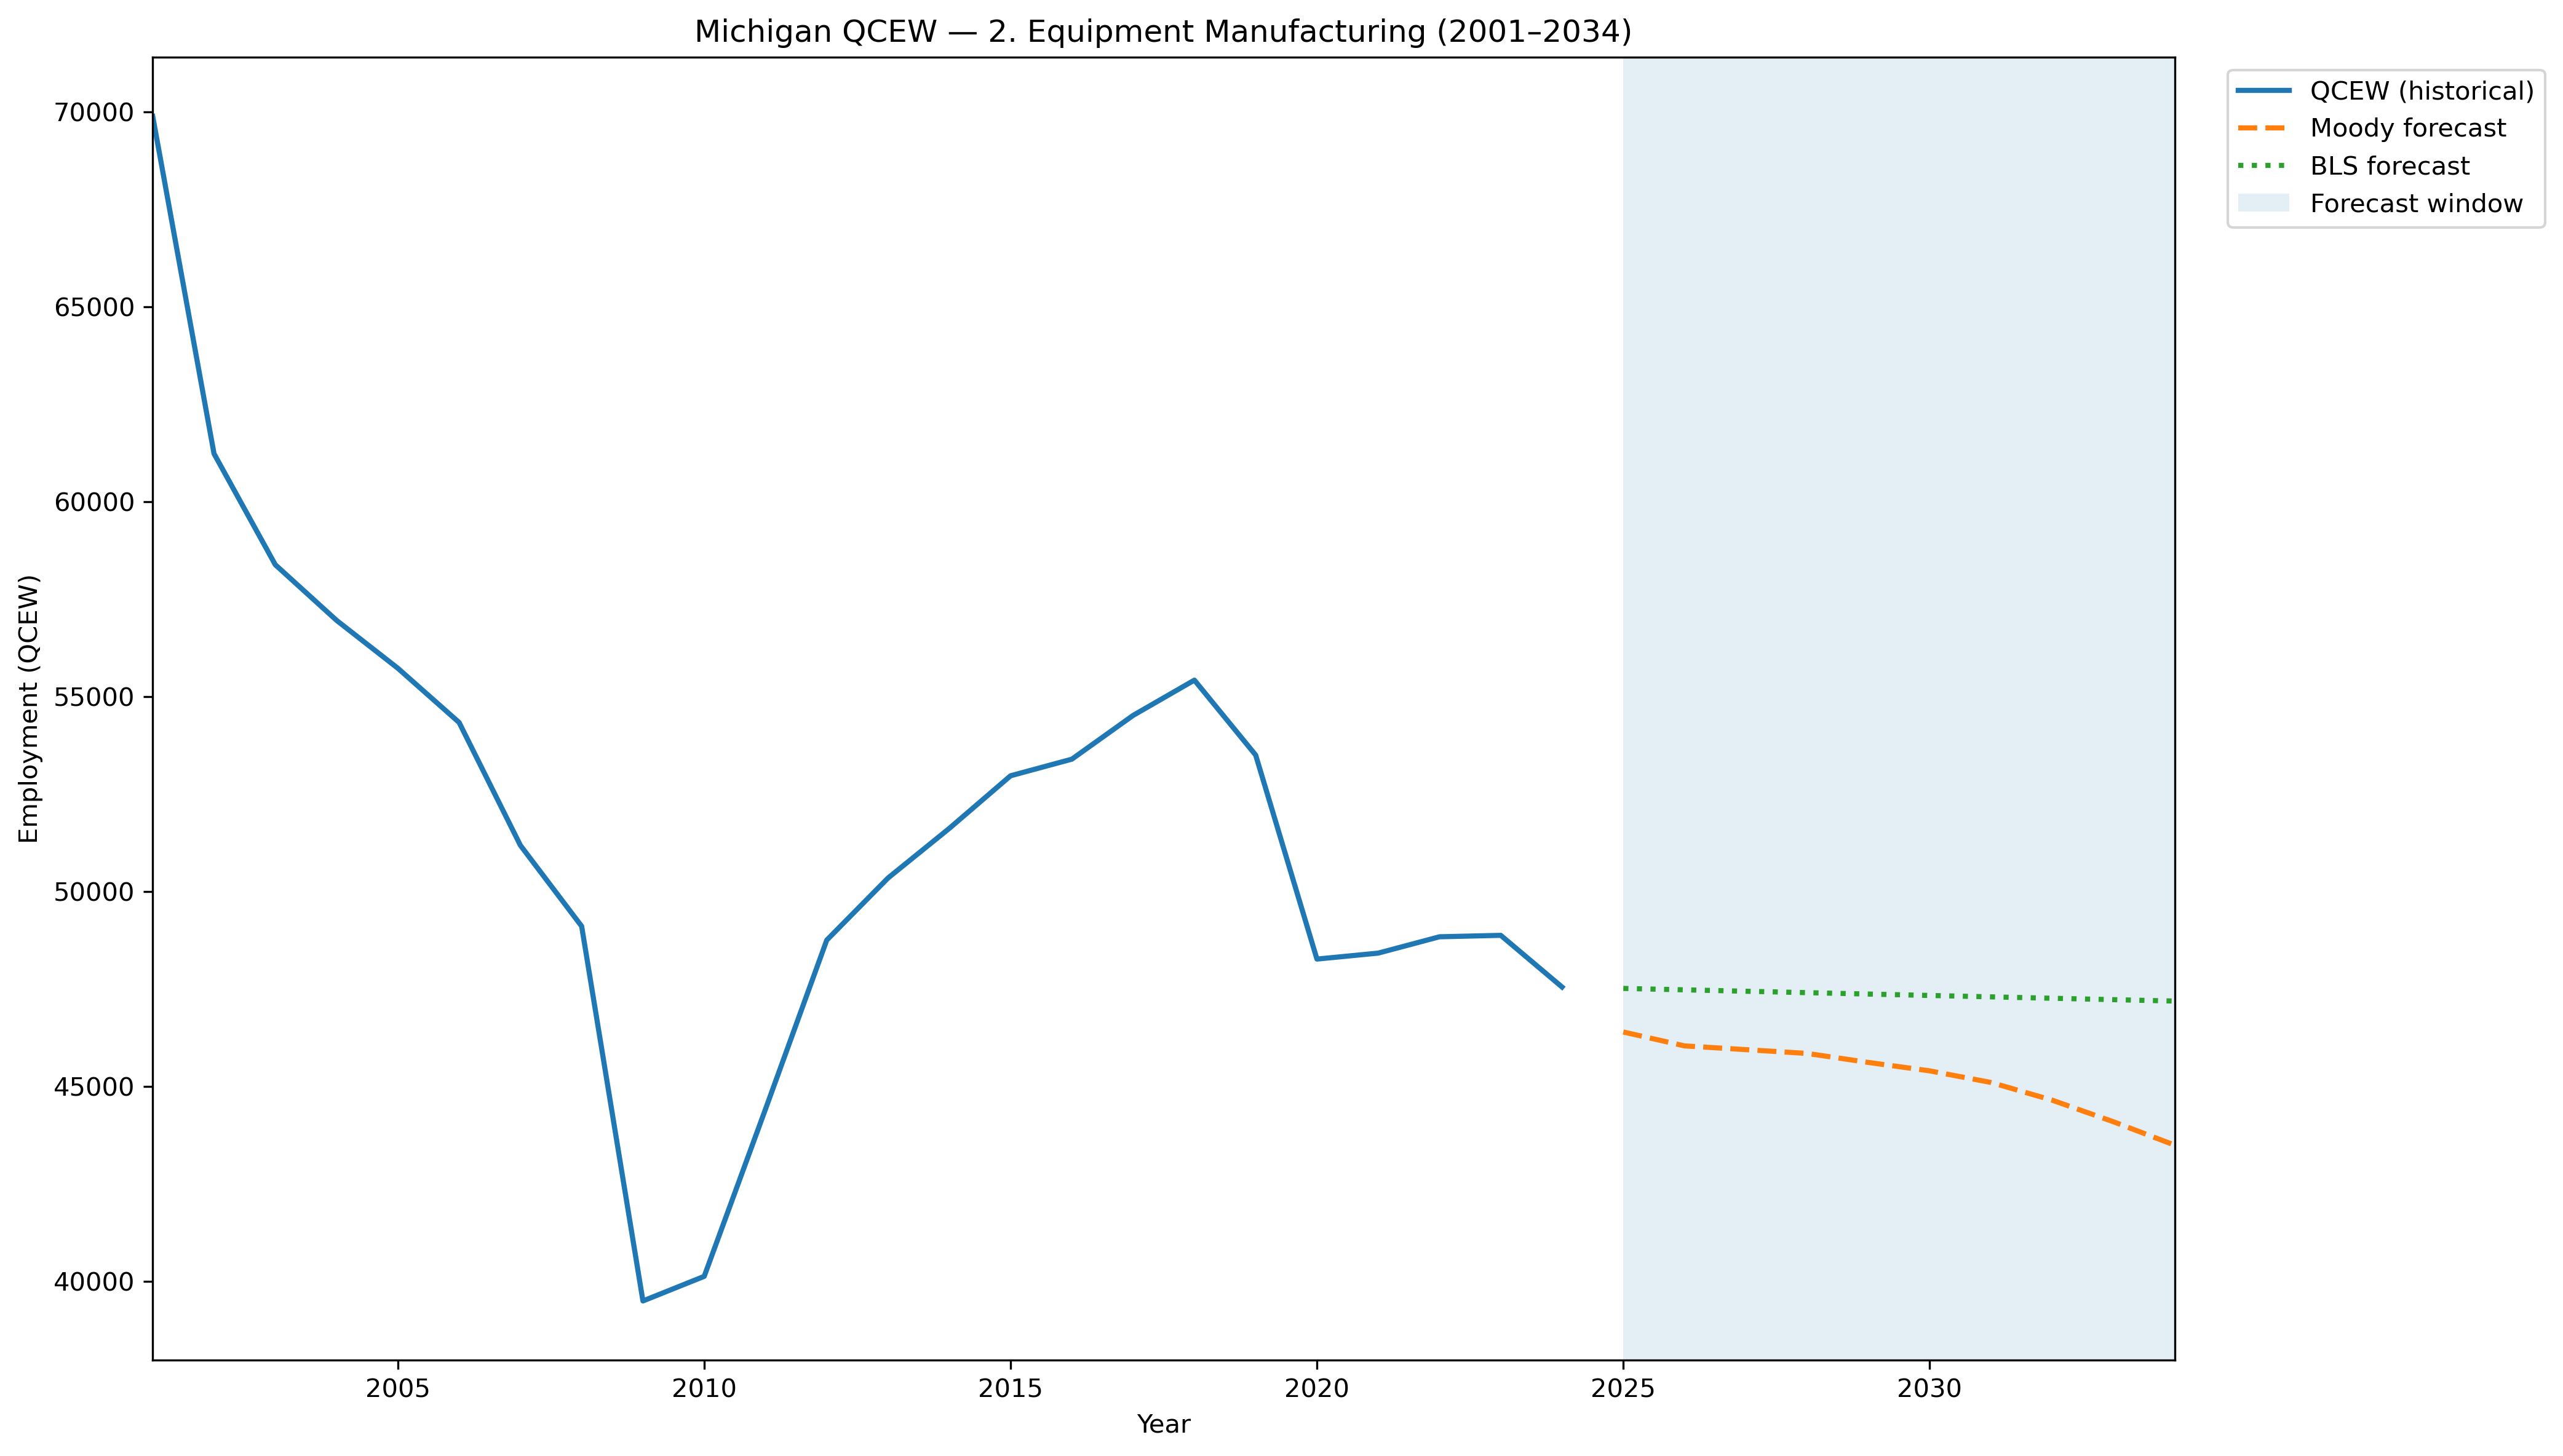 Michigan QCEW — 2. Equipment Manufacturing (2001–2034)
QCEW (historical)
Moody forecast
BLS forecast
Forecast window
Employment (QCEW)
70000
65000
60000
55000
50000
45000
40000
2005
2010
2015
2020
2025
2030
Year